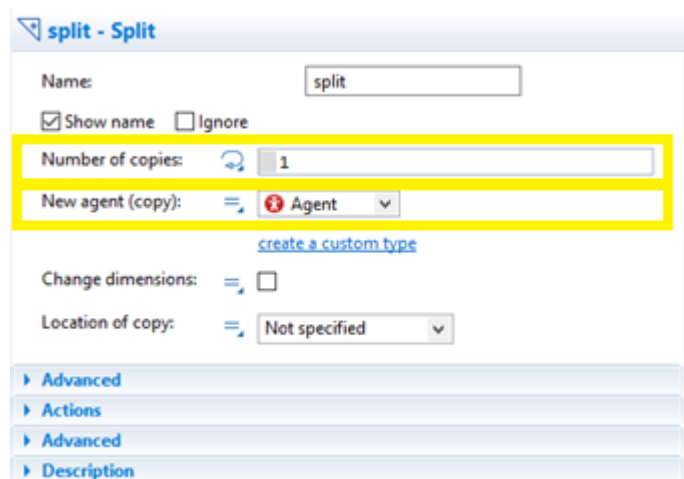 split - Split
Name: split
Show name Ignore
Number of copies: 1
New agent (copy): Agent
create a custom type
Change dimensions:
Location of copy: Not specified
Advanced
Actions
Advanced
Description